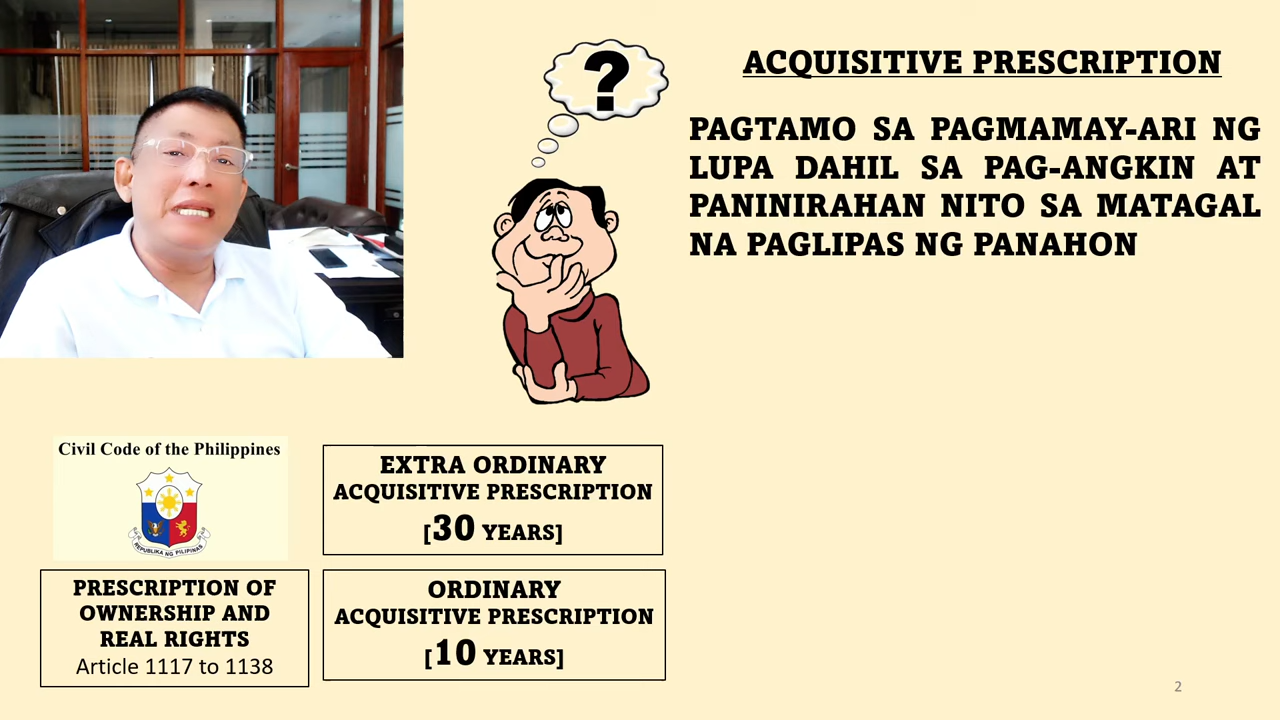 ?
ACQUISITIVE PRESCRIPTION
PAGTAMO SA PAGMAMAY-ARI NG
LUPA DAHIL SA PAG-ANGKIN AT
PANINIRAHAN NITO SA MATAGAL
NA PAGLIPAS NG PANAHON
Civil Code of the Philippines
REPUBLIKA NG PILIPINAS
PRESCRIPTION OF
OWNERSHIP AND
REAL RIGHTS
Article 1117 to 1138
EXTRA ORDINARY
ACQUISITIVE PRESCRIPTION
[30 YEARS]
ORDINARY
ACQUISITIVE PRESCRIPTION
[10 YEARS]
2